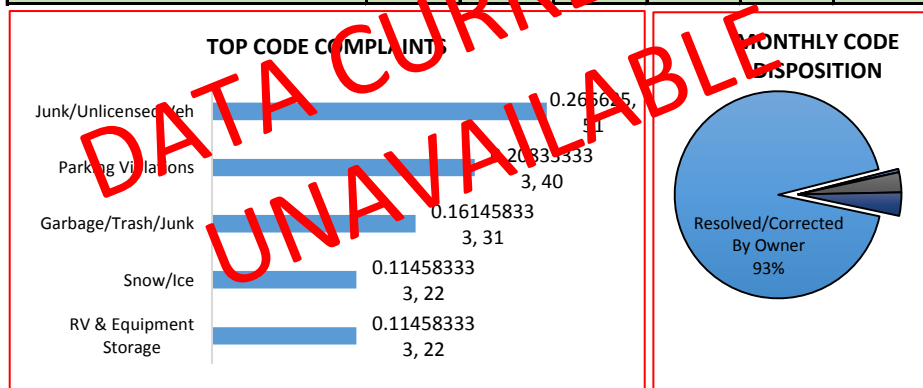 TOP CODE COMPLAINTS
Junk/Unlicensed Veh
0.265625,
51
Parking Violations
0.20833333
3, 40
Garbage/Trash/Junk
0.16145833
3, 31
Snow/Ice
0.11458333
3, 22
RV & Equipment
Storage
0.11458333
3, 22
MONTHLY CODE
DISPOSITION
Resolved/Corrected
By Owner
93%
DATA
UNAVAILABLE